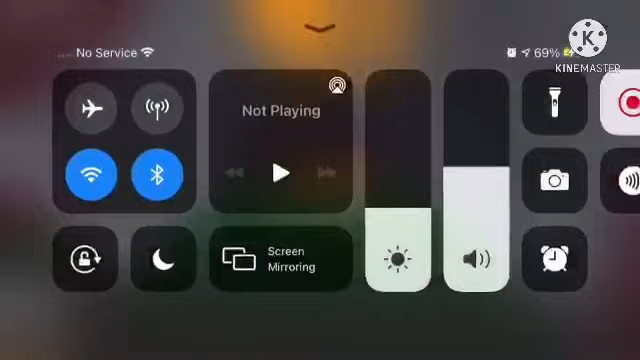 No Service
69%
K
KINEMASTER
Not Playing
Screen
Mirroring